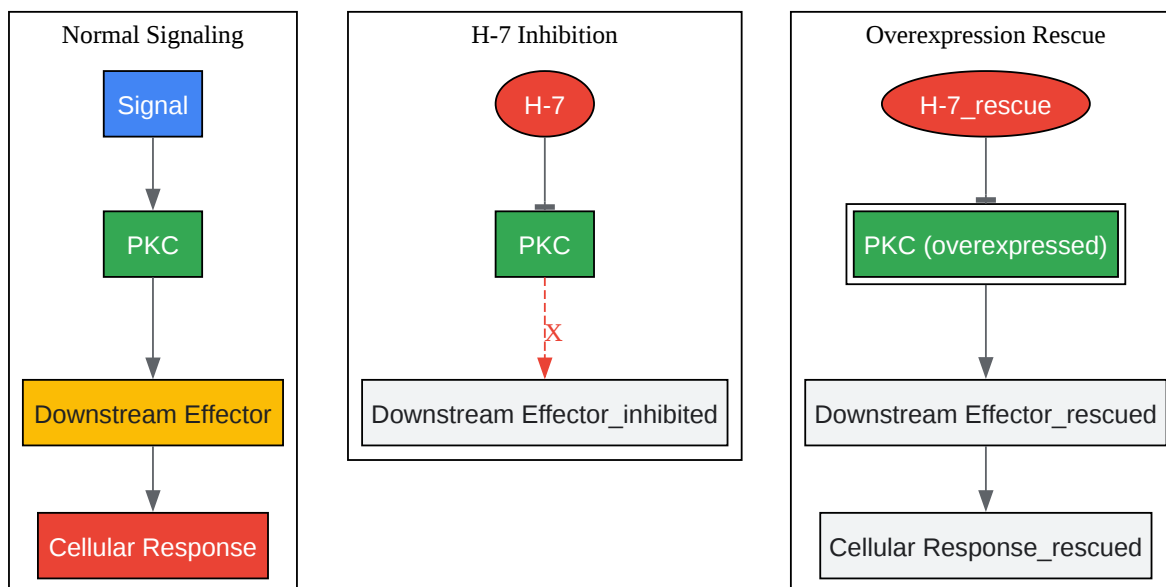 Normal Signaling
Signal
PKC
Downstream Effector
Cellular Response
H-7 Inhibition
H-7
PKC
X
Downstream Effector_inhibited
Overexpression Rescue
H-7_rescue
PKC (overexpressed)
Downstream Effector_rescued
Cellular Response_rescued